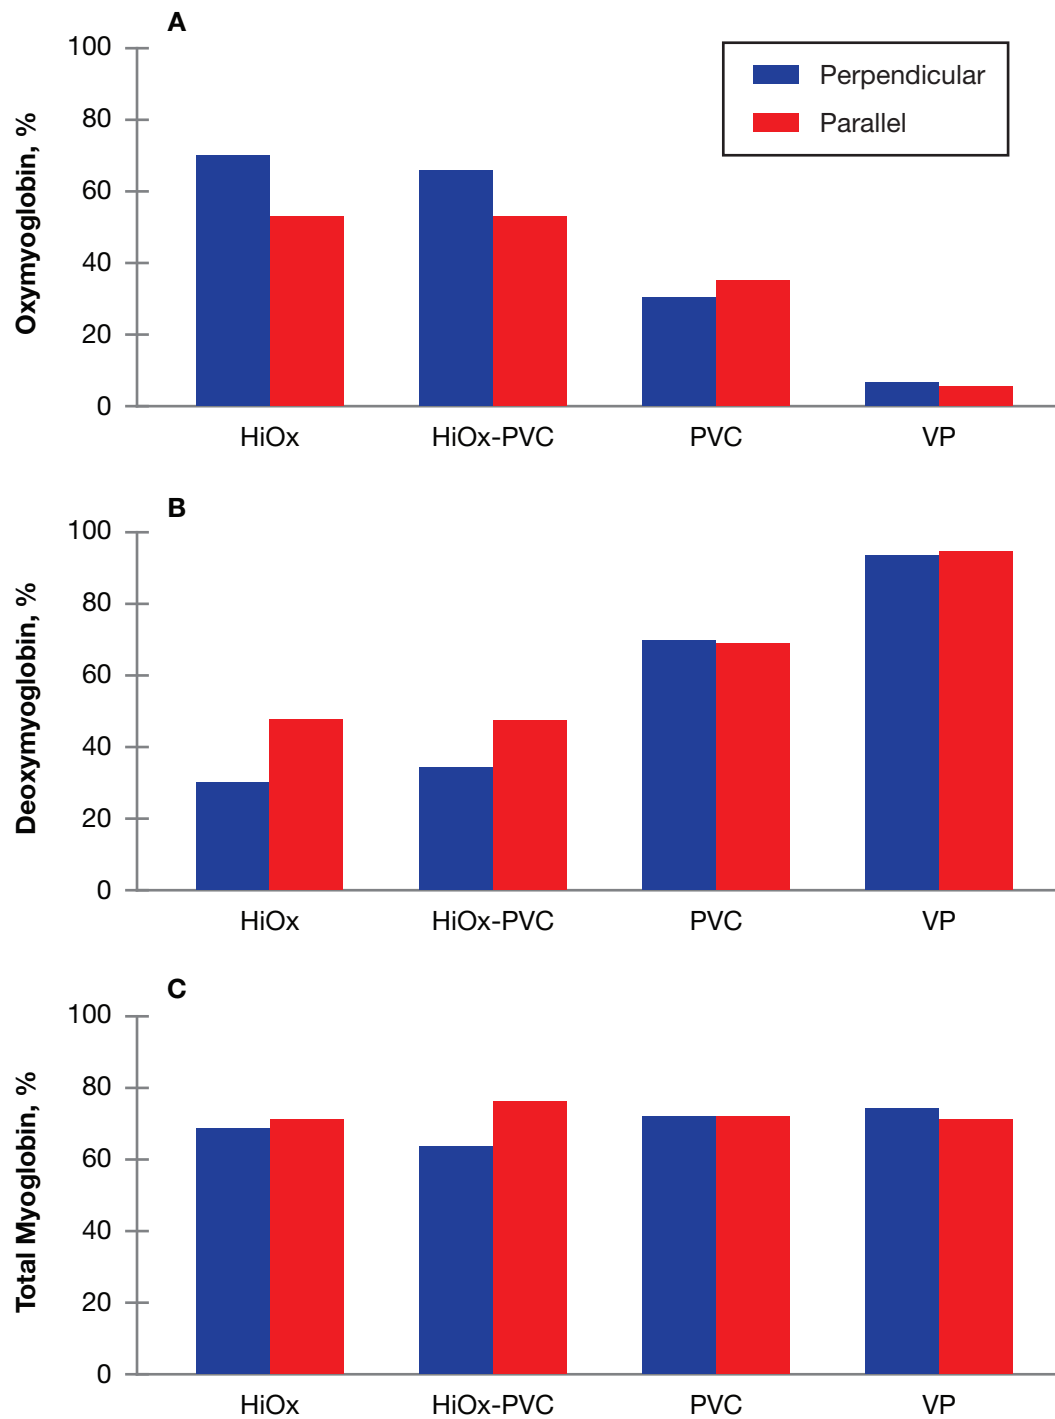 A
Oxymyoglobin, %
100
80
60
40
20
0
Perpendicular
Parallel
HiOx HiOx-PVC PVC VP
B
Deoxymyoglobin, %
100
80
60
40
20
0
HiOx HiOx-PVC PVC VP
C
Total Myoglobin, %
100
80
60
40
20
0
HiOx HiOx-PVC PVC VP